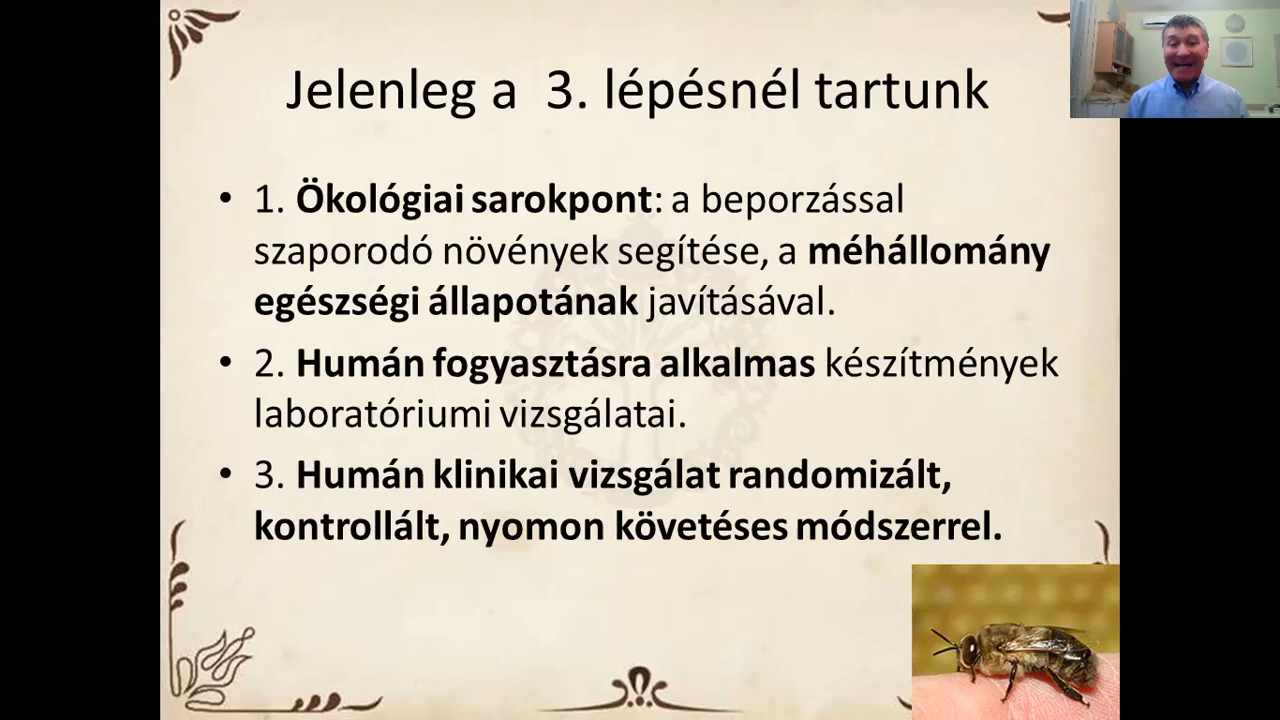 Jelenleg a 3. lépésnél tartunk
• 1. Ökológiai sarokpont: a beporzással
szaporodó növények segítése, a méhállomány
egészségi állapotának javításával.
• 2. Humán fogyasztásra alkalmas készítmények
laboratóriumi vizsgálatai.
• 3. Humán klinikai vizsgálat randomizált,
kontrollált, nyomon követéses módszerrel.